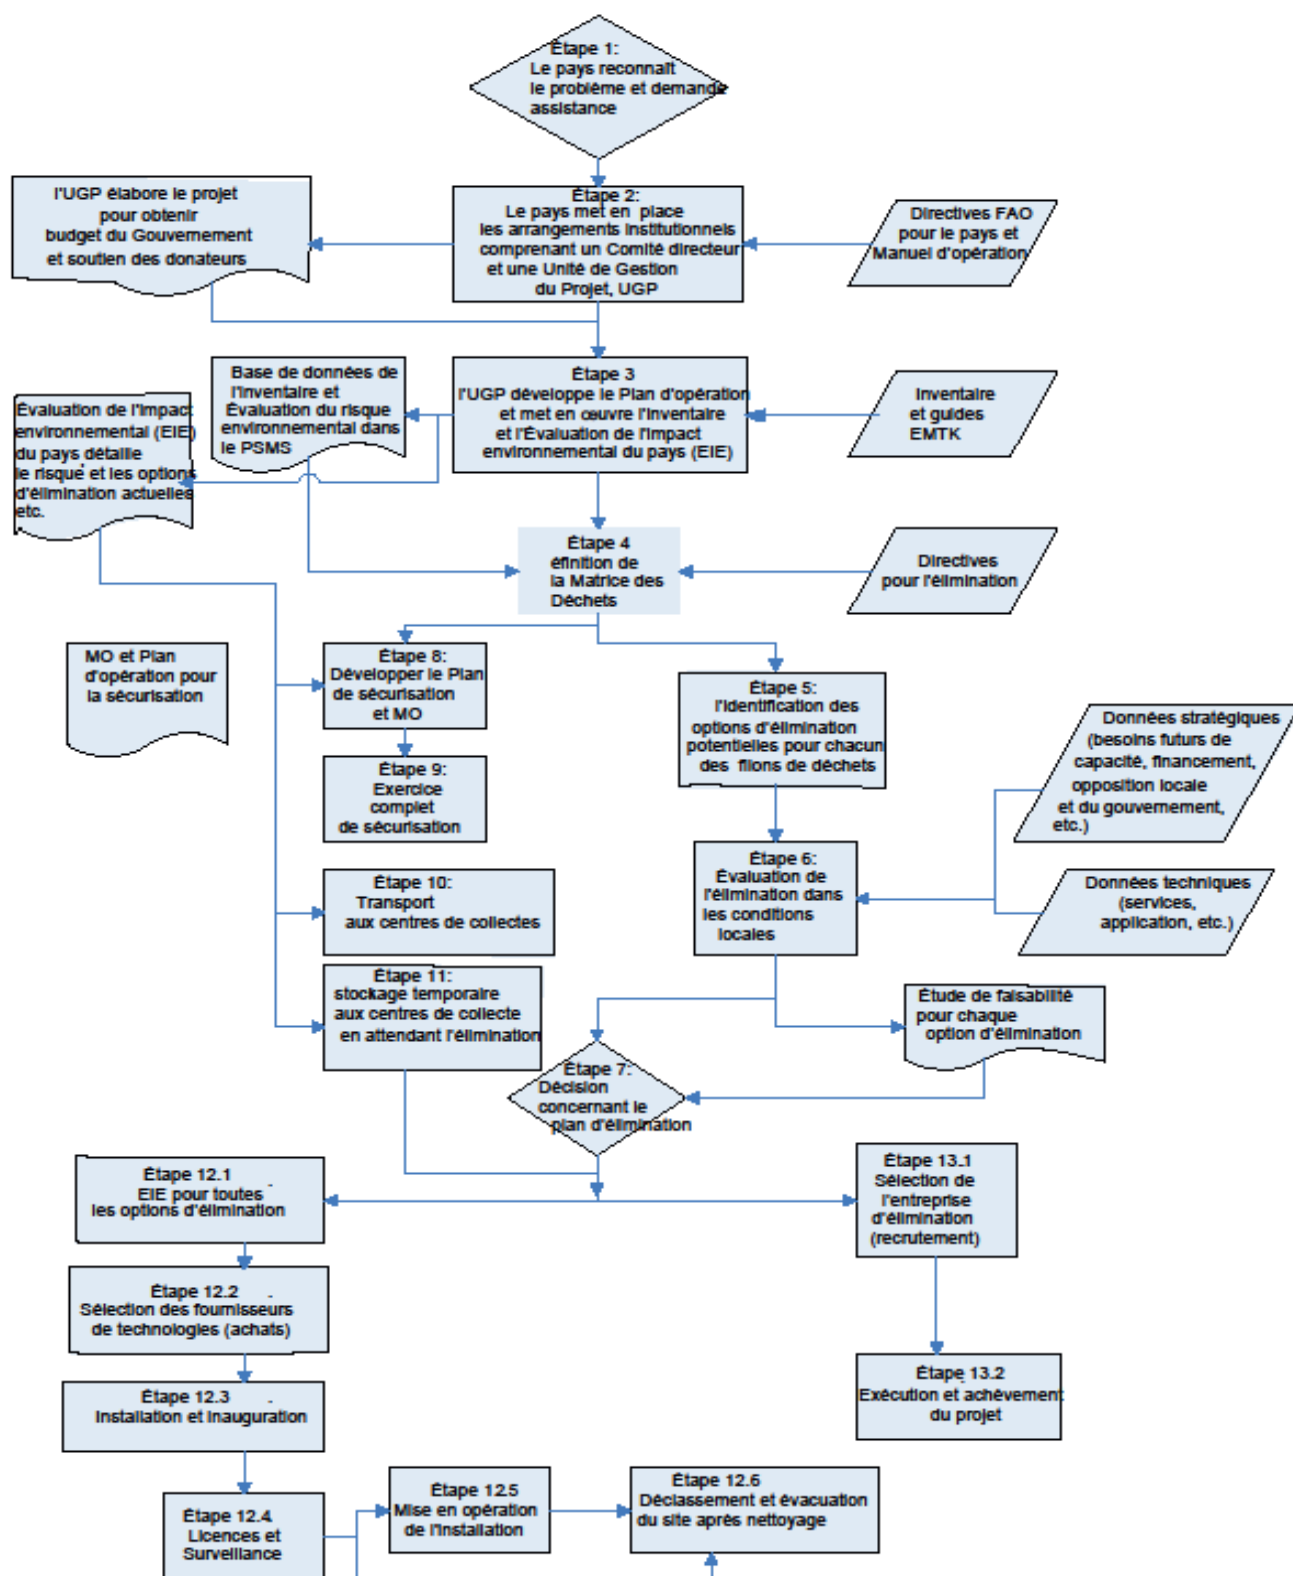 Étape 1:
Le pays reconnaît
le problème et demande
assistance
l'UGP élabore le projet
pour obtenir
budget du Gouvernement
et soutien des donateurs
Étape 2:
Le pays met en place
les arrangements institutionnels
comprenant un Comité directeur
et une Unité de Gestion
du Projet, UGP
Directives FAO
pour le pays et
Manuel d'opération
Évaluation de l'impact
environnemental (EIE)
du pays détaille
le risque et les options
d'élimination actuelles
etc.
Base de données de
l'inventaire et
Évaluation du risque
environnemental dans
le PSMS
Étape 3
l'UGP développe le Plan d'opération
et met en œuvre l'inventaire
et l'Évaluation de l'impact
environnemental du pays (EIE)
Inventaire
et guides
EMTK
Étape 4
éfinition de
la Matrice des
Déchets
Directives
pour l'élimination
MO et Plan
d'opération pour
la sécurisation
Étape 8:
Développer le Plan
de sécurisation
et MO
Étape 5:
l'identification des
options d'élimination
potentielles pour chacun
des filons de déchets
Données stratégiques
(besoins futurs de
capacité, financement,
opposition locale
et du gouvernement,
etc.)
Étape 9:
Exercice
complet
de sécurisation
Étape 6:
Évaluation de
l'élimination dans
les conditions
locales
Données techniques
(services,
application, etc.)
Étape 10:
Transport
aux centres de collectes
Étape 11:
stockage temporaire
aux centres de collecte
en attendant l'élimination
Étude de faisabilité
pour chaque
option d'élimination
Étape 7:
Décision
concernant le
plan d'élimination
Étape 12.1
EIE pour toutes
les options d'élimination
Étape 13.1
Sélection de
l'entreprise
d'élimination
(recrutement)
Étape 12.2
Sélection des fournisseurs
de technologies (achats)
Étape 12.3
Installation et inauguration
Étape 13.2
Exécution et achèvement
du projet
Étape 12.4
Licences et
Surveillance
Étape 12.5
Mise en opération
de l'installation
Étape 12.6
Déclassement et évacuation
du site après nettoyage